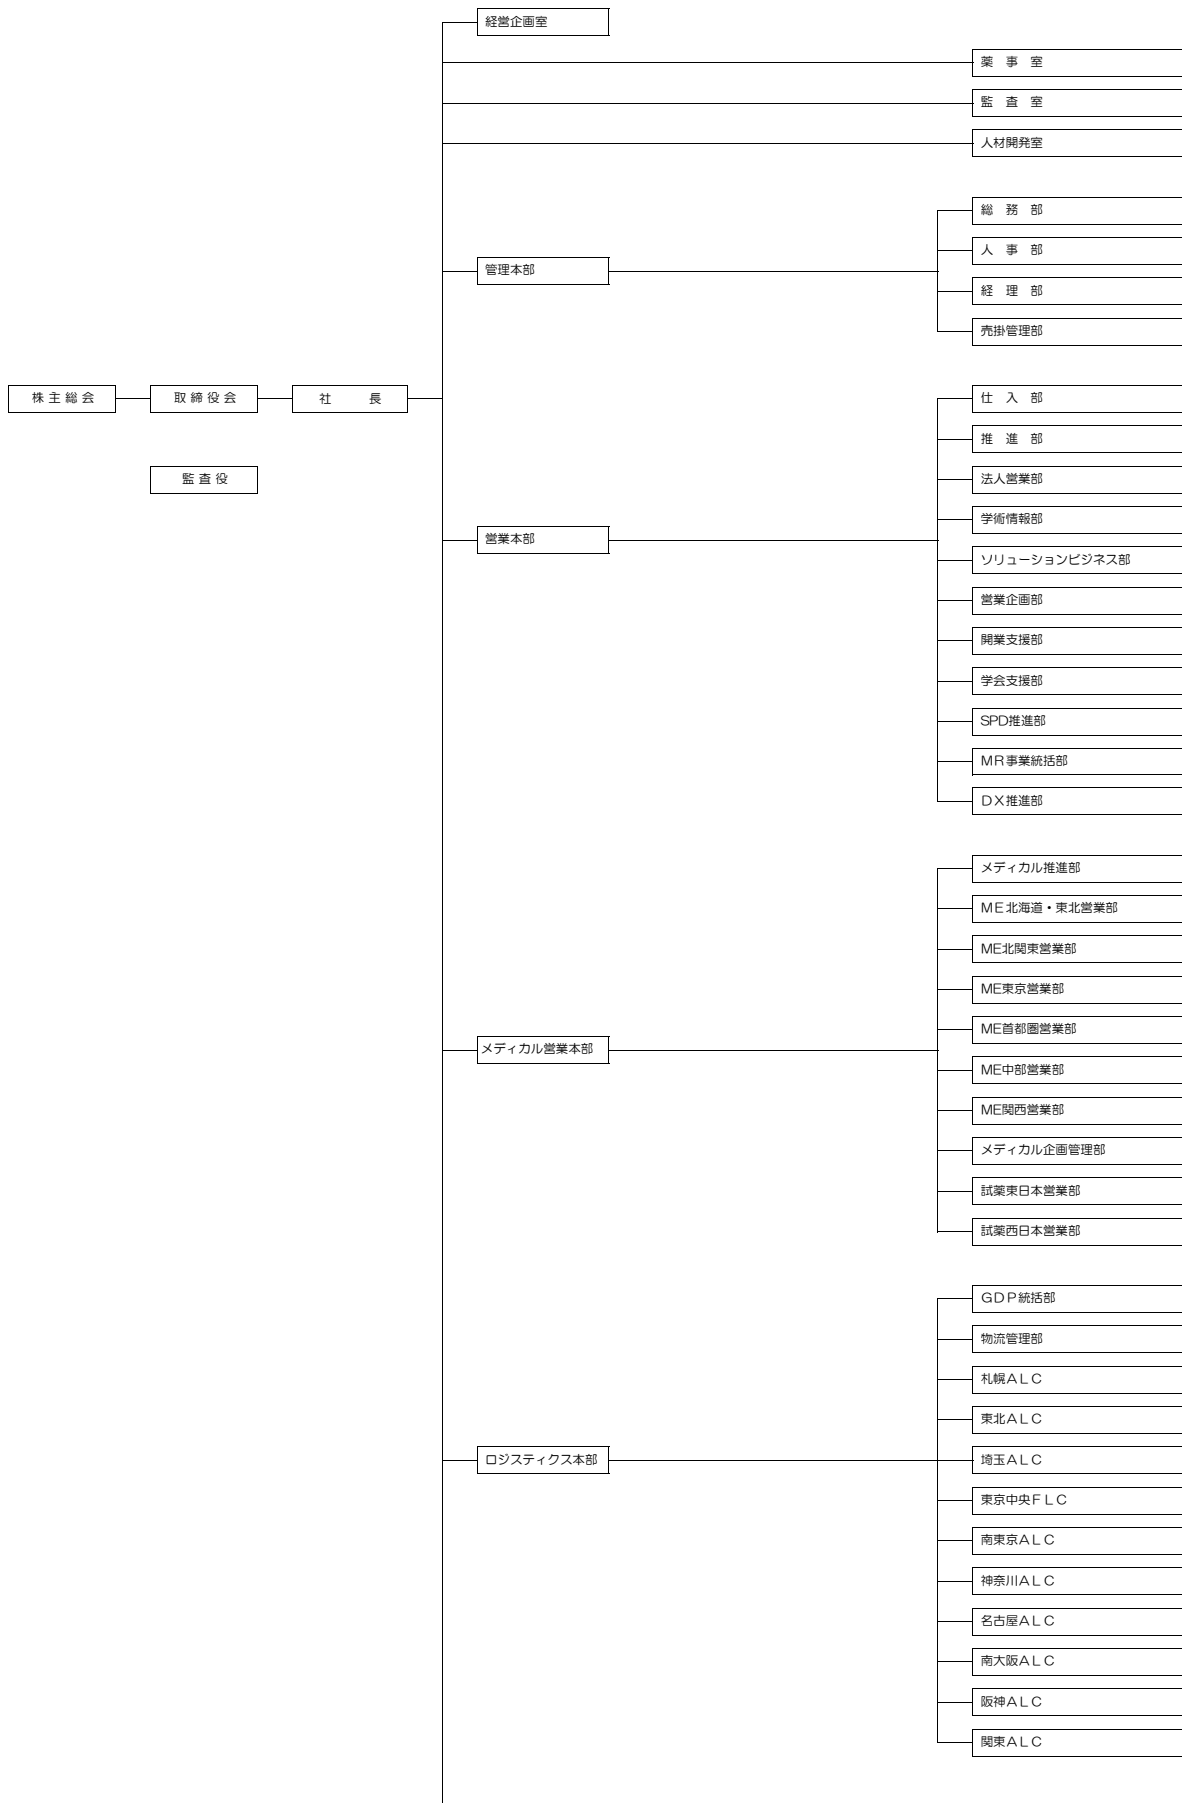 経営企画室
薬　事　室
監　査　室
人材開発室
管理本部
総　務　部
人　事　部
経　理　部
売掛管理部
株 主 総 会
取 締 役 会
社　　　長
監 査 役
営業本部
仕　入　部
推　進　部
法人営業部
学術情報部
ソリューションビジネス部
営業企画部
開業支援部
学会支援部
SPD推進部
ＭＲ事業統括部
ＤＸ推進部
メディカル営業本部
メディカル推進部
ＭＥ北海道・東北営業部
ME北関東営業部
ME東京営業部
ME首都圏営業部
ME中部営業部
ME関西営業部
メディカル企画管理部
試薬東日本営業部
試薬西日本営業部
ロジスティクス本部
ＧＤＰ統括部
物流管理部
札幌ＡＬＣ
東北ＡＬＣ
埼玉ＡＬＣ
東京中央ＦＬＣ
南東京ＡＬＣ
神奈川ＡＬＣ
名古屋ＡＬＣ
南大阪ＡＬＣ
阪神ＡＬＣ
関東ＡＬＣ